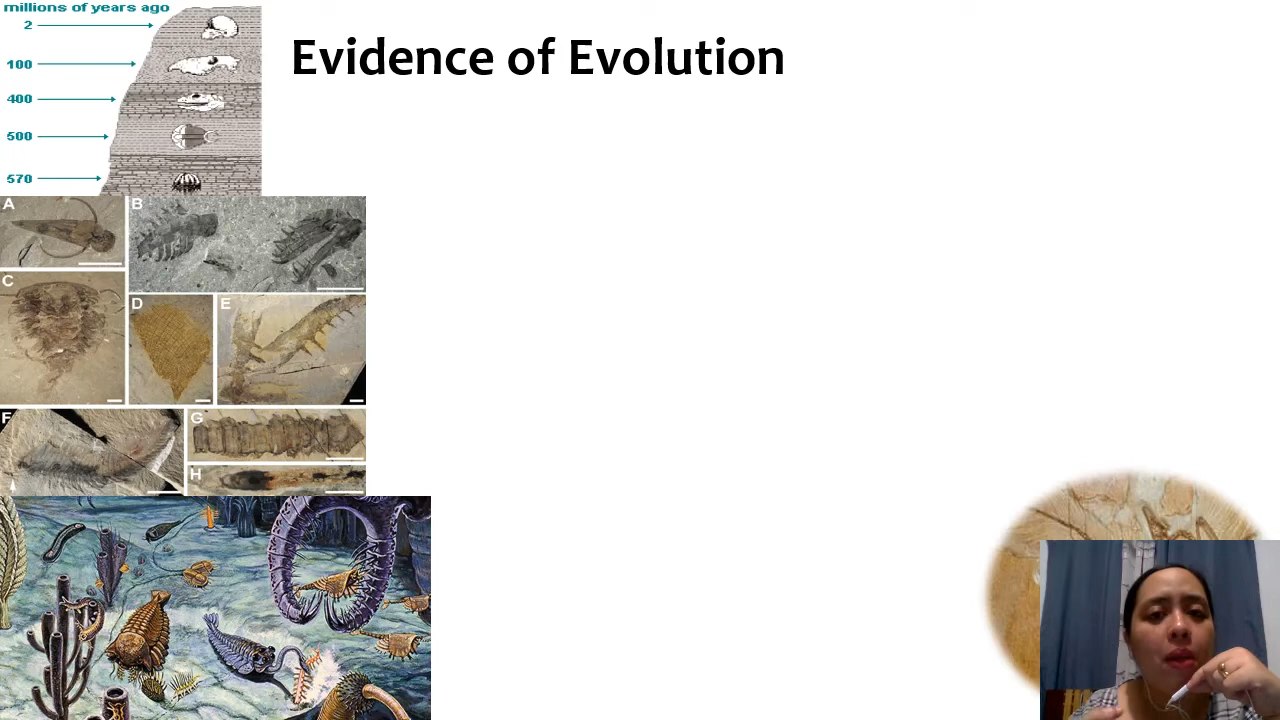 millions of years ago
2
100
400
500
570
Evidence of Evolution
A
B
C
D
E
F
G
H